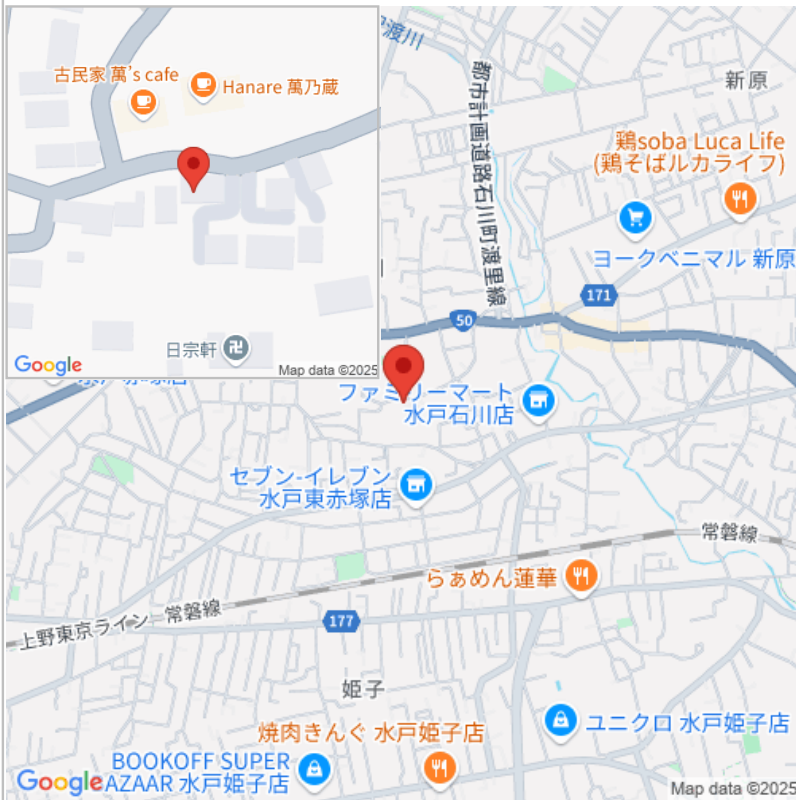 古民家 萬's cafe
Hanare 萬乃蔵
日宗軒
卍
Google
Map data ©2025
渡川
都市計画道路石川町渡里線
新原
鶏soba Luca Life
(鶏そばルカライフ)
ヨークベニマル 新原
171
50
ファミリーマート
水戸石川店
セブン-イレブン
水戸東赤塚店
常磐線
らぁめん蓮華
上野東京ライン 常磐線
177
姫子
焼肉きんぐ 水戸姫子店
ユニクロ 水戸姫子店
BOOKOFF SUPER
AZAAR 水戸姫子店
Google
Map data ©2025